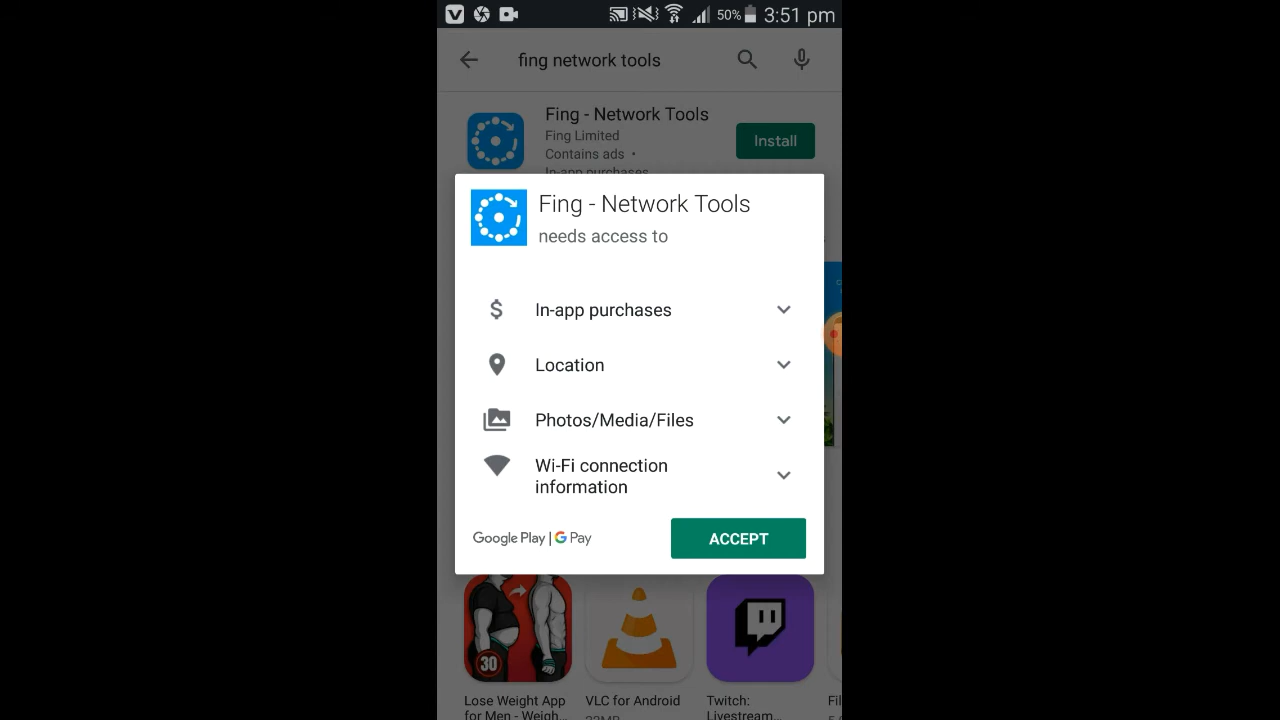 50% 3:51 pm
fing network tools
Fing - Network Tools
Fing Limited
Install
Contains ads •
In-app purchases
Fing - Network Tools
needs access to
In-app purchases
Location
Photos/Media/Files
Wi-Fi connection
information
Google Play | G Pay
ACCEPT
30
Lose Weight App
for Men - Weigh...
VLC for Android
Twitch:
Livestream...